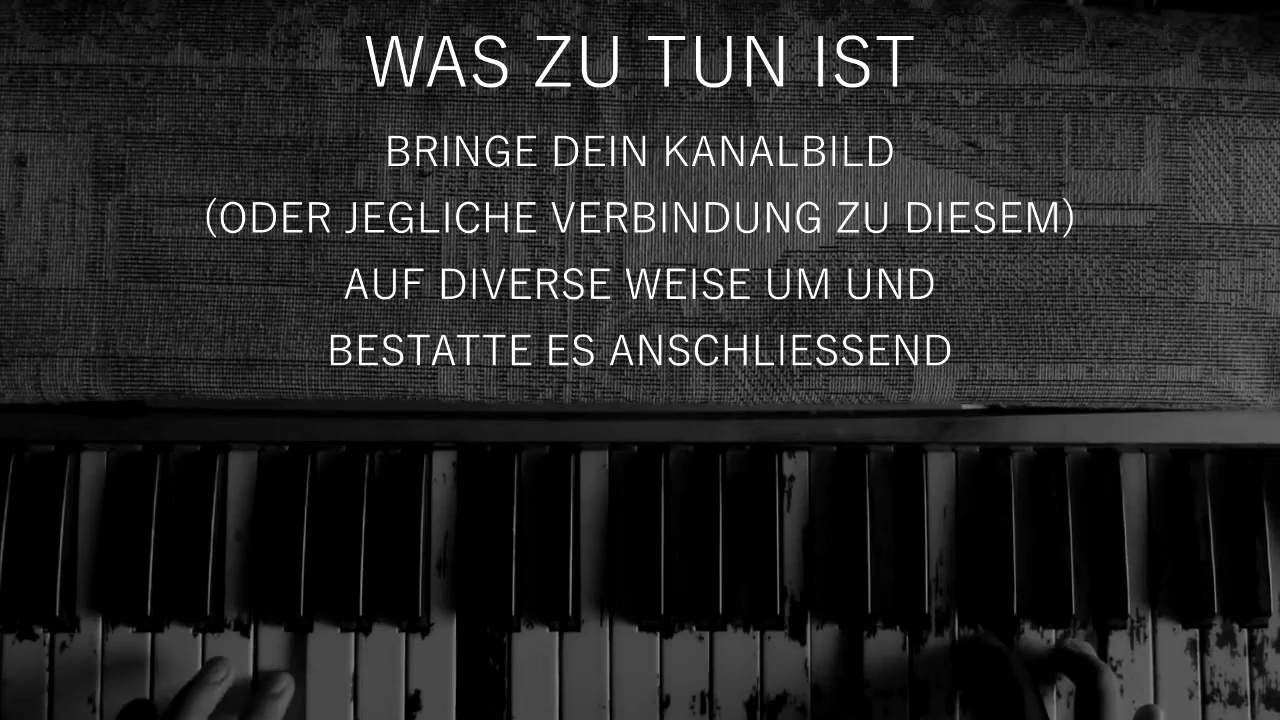 WAS ZU TUN IST
BRINGE DEIN KANALBILD
(ODER JEGLICHE VERBINDUNG ZU DIESEM)
AUF DIVERSE WEISE UM UND
BESTATTE ES ANSCHLIESSEND